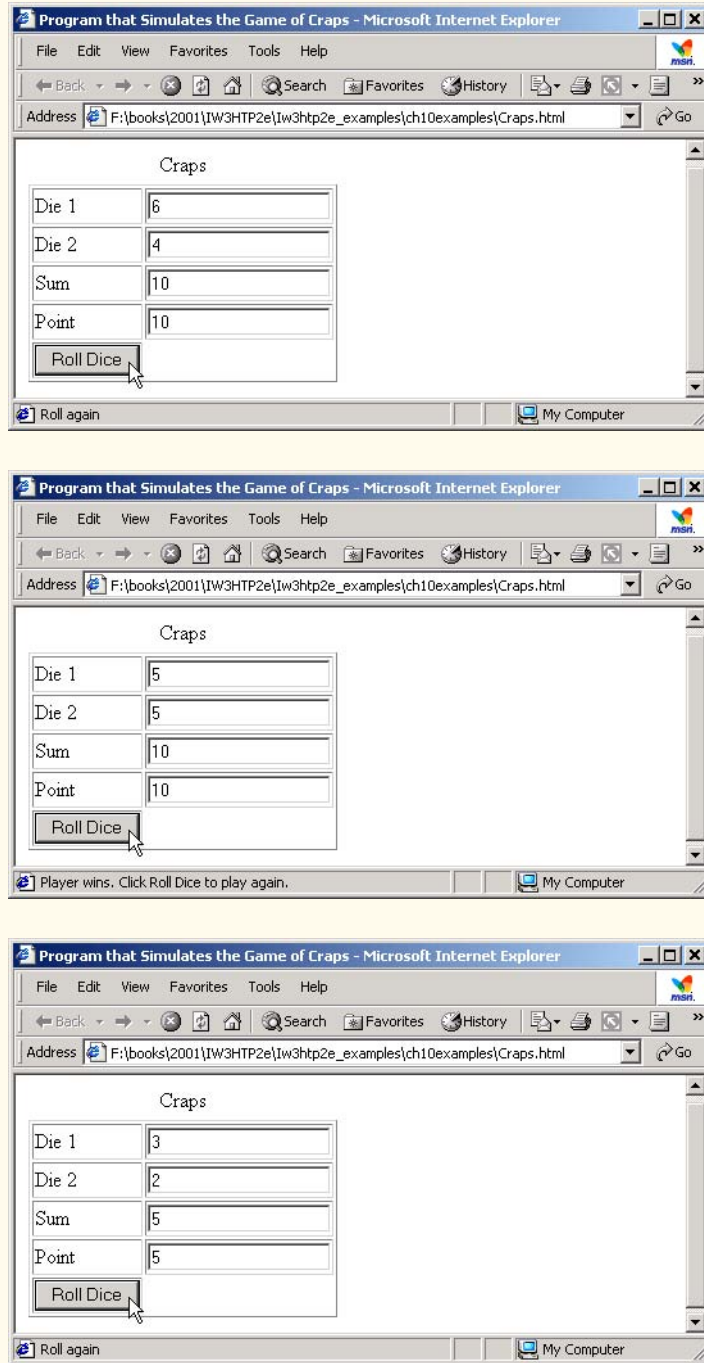 Program that Simulates the Game of Craps - Microsoft Internet Explorer
File Edit View Favorites Tools Help
msn.
Back Search Favorites History »
Address F:\books\2001\IW3HTP2e\Iw3htp2e_examples\ch10examples\Craps.html Go
Craps
Die 1 6
Die 2 4
Sum 10
Point 10
Roll Dice
Roll again My Computer
Program that Simulates the Game of Craps - Microsoft Internet Explorer
File Edit View Favorites Tools Help
msn.
Back Search Favorites History »
Address F:\books\2001\IW3HTP2e\Iw3htp2e_examples\ch10examples\Craps.html Go
Craps
Die 1 5
Die 2 5
Sum 10
Point 10
Roll Dice
Player wins. Click Roll Dice to play again. My Computer
Program that Simulates the Game of Craps - Microsoft Internet Explorer
File Edit View Favorites Tools Help
msn.
Back Search Favorites History »
Address F:\books\2001\IW3HTP2e\Iw3htp2e_examples\ch10examples\Craps.html Go
Craps
Die 1 3
Die 2 2
Sum 5
Point 5
Roll Dice
Roll again My Computer